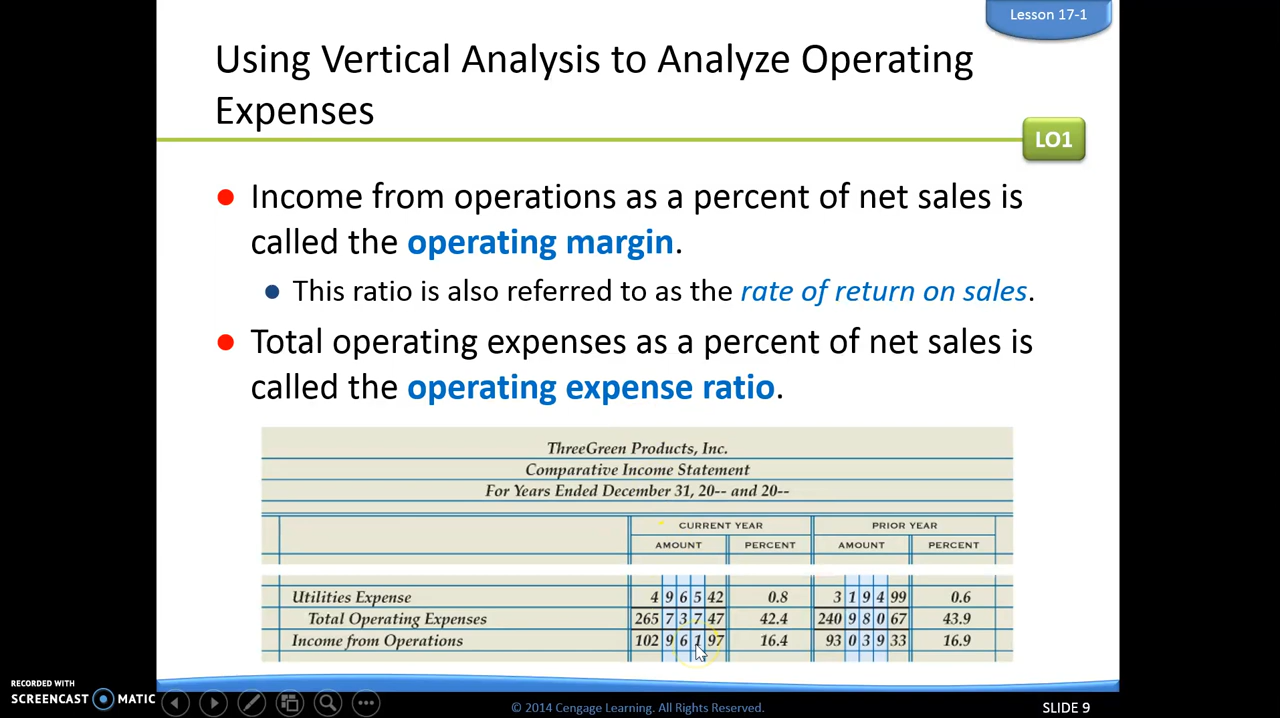 Lesson 17-1
Using Vertical Analysis to Analyze Operating
Expenses
LO1
● Income from operations as a percent of net sales is
called the operating margin.
● This ratio is also referred to as the rate of return on sales.
● Total operating expenses as a percent of net sales is
called the operating expense ratio.
ThreeGreen Products, Inc.
Comparative Income Statement
For Years Ended December 31, 20-- and 20--
CURRENT YEAR PRIOR YEAR
AMOUNT PERCENT AMOUNT PERCENT
Utilities Expense 4 9 6 5 42 0.8 3 1 9 4 99 0.6
Total Operating Expenses 265 7 3 7 47 42.4 240 9 8 0 67 43.9
Income from Operations 102 9 6 1 97 16.4 93 0 3 9 33 16.9
RECORDED WITH
SCREENCAST MATIC
© 2014 Cengage Learning. All Rights Reserved.
SLIDE 9